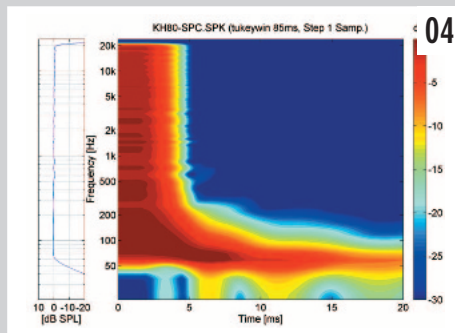 KH80-SPC.SPK (tukeywin 85ms, Step 1 Samp.)
04
20k
10k
5k
2k
1k
500
200
100
50
Frequency [Hz]
10 0 -10-20
[dB SPL]
0 5 10 15 20
Time [ms]
-5
-10
-15
-20
-25
-30